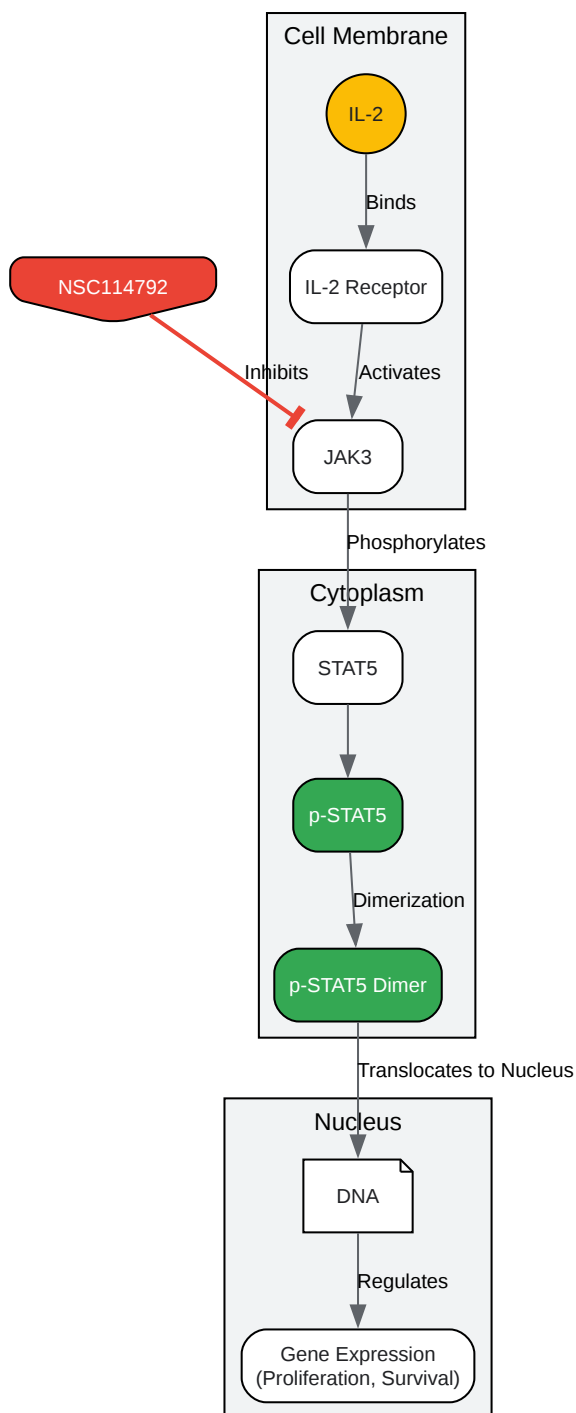 Cell Membrane
IL-2
Binds
NSC114792
IL-2 Receptor
Inhibits
Activates
JAK3
Phosphorylates
Cytoplasm
STAT5
p-STAT5
Dimerization
p-STAT5 Dimer
Translocates to Nucleus
Nucleus
DNA
Regulates
Gene Expression
(Proliferation, Survival)